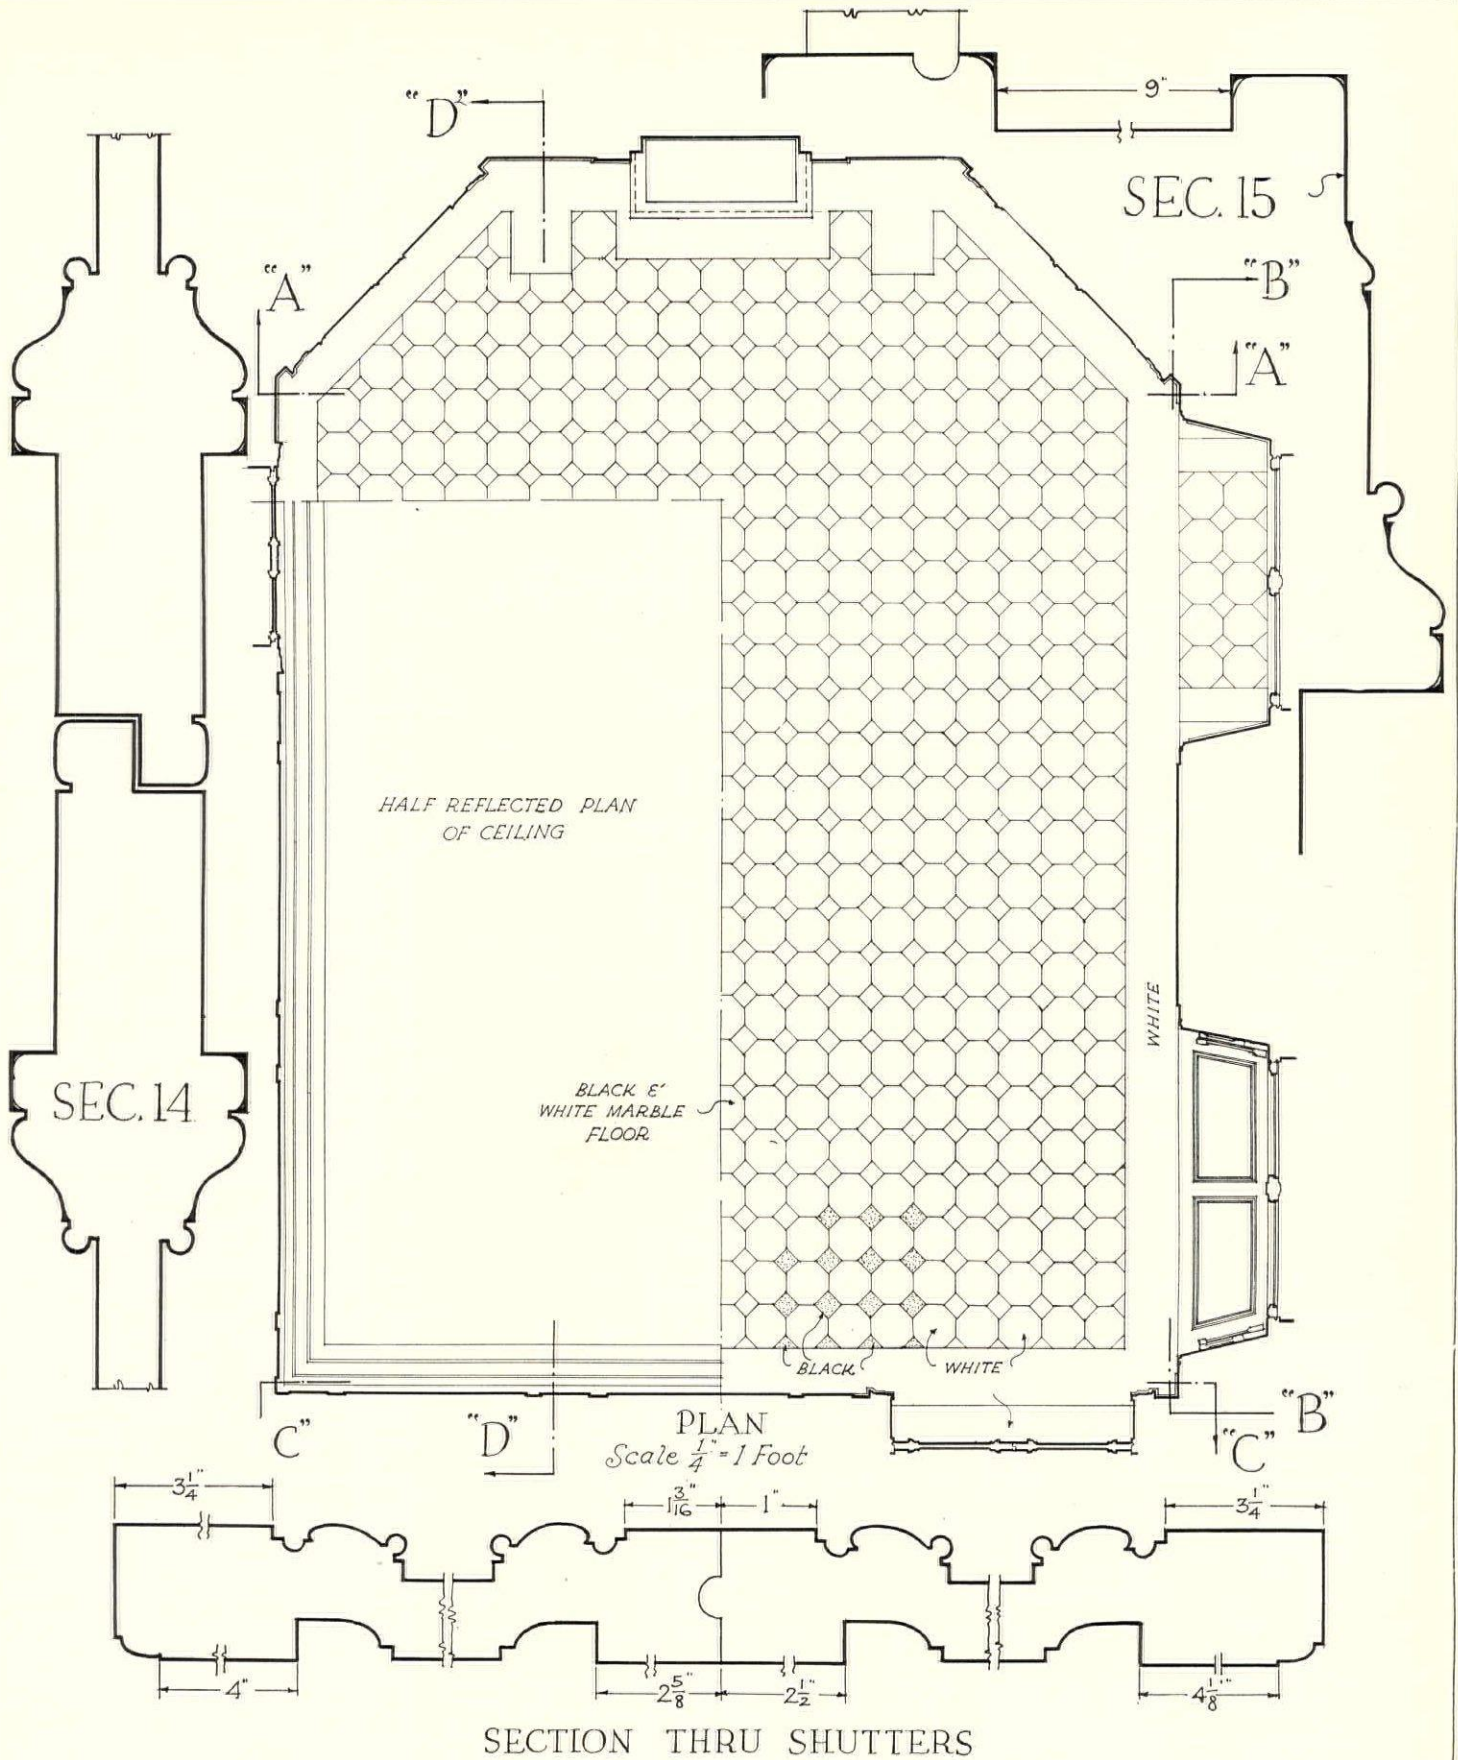 9"
"D"
SEC. 15
"A"
"B"
"A"
HALF REFLECTED PLAN
OF CEILING
WHITE
BLACK &
WHITE MARBLE
FLOOR
SEC. 14
BLACK
WHITE
C"
"D"
PLAN
Scale 1/4" = 1 Foot
"B"
"C"
3 1/4"
1 3/16"
1"
3 1/4"
4"
2 5/8"
2 1/2"
4 1/8"
SECTION THRU SHUTTERS